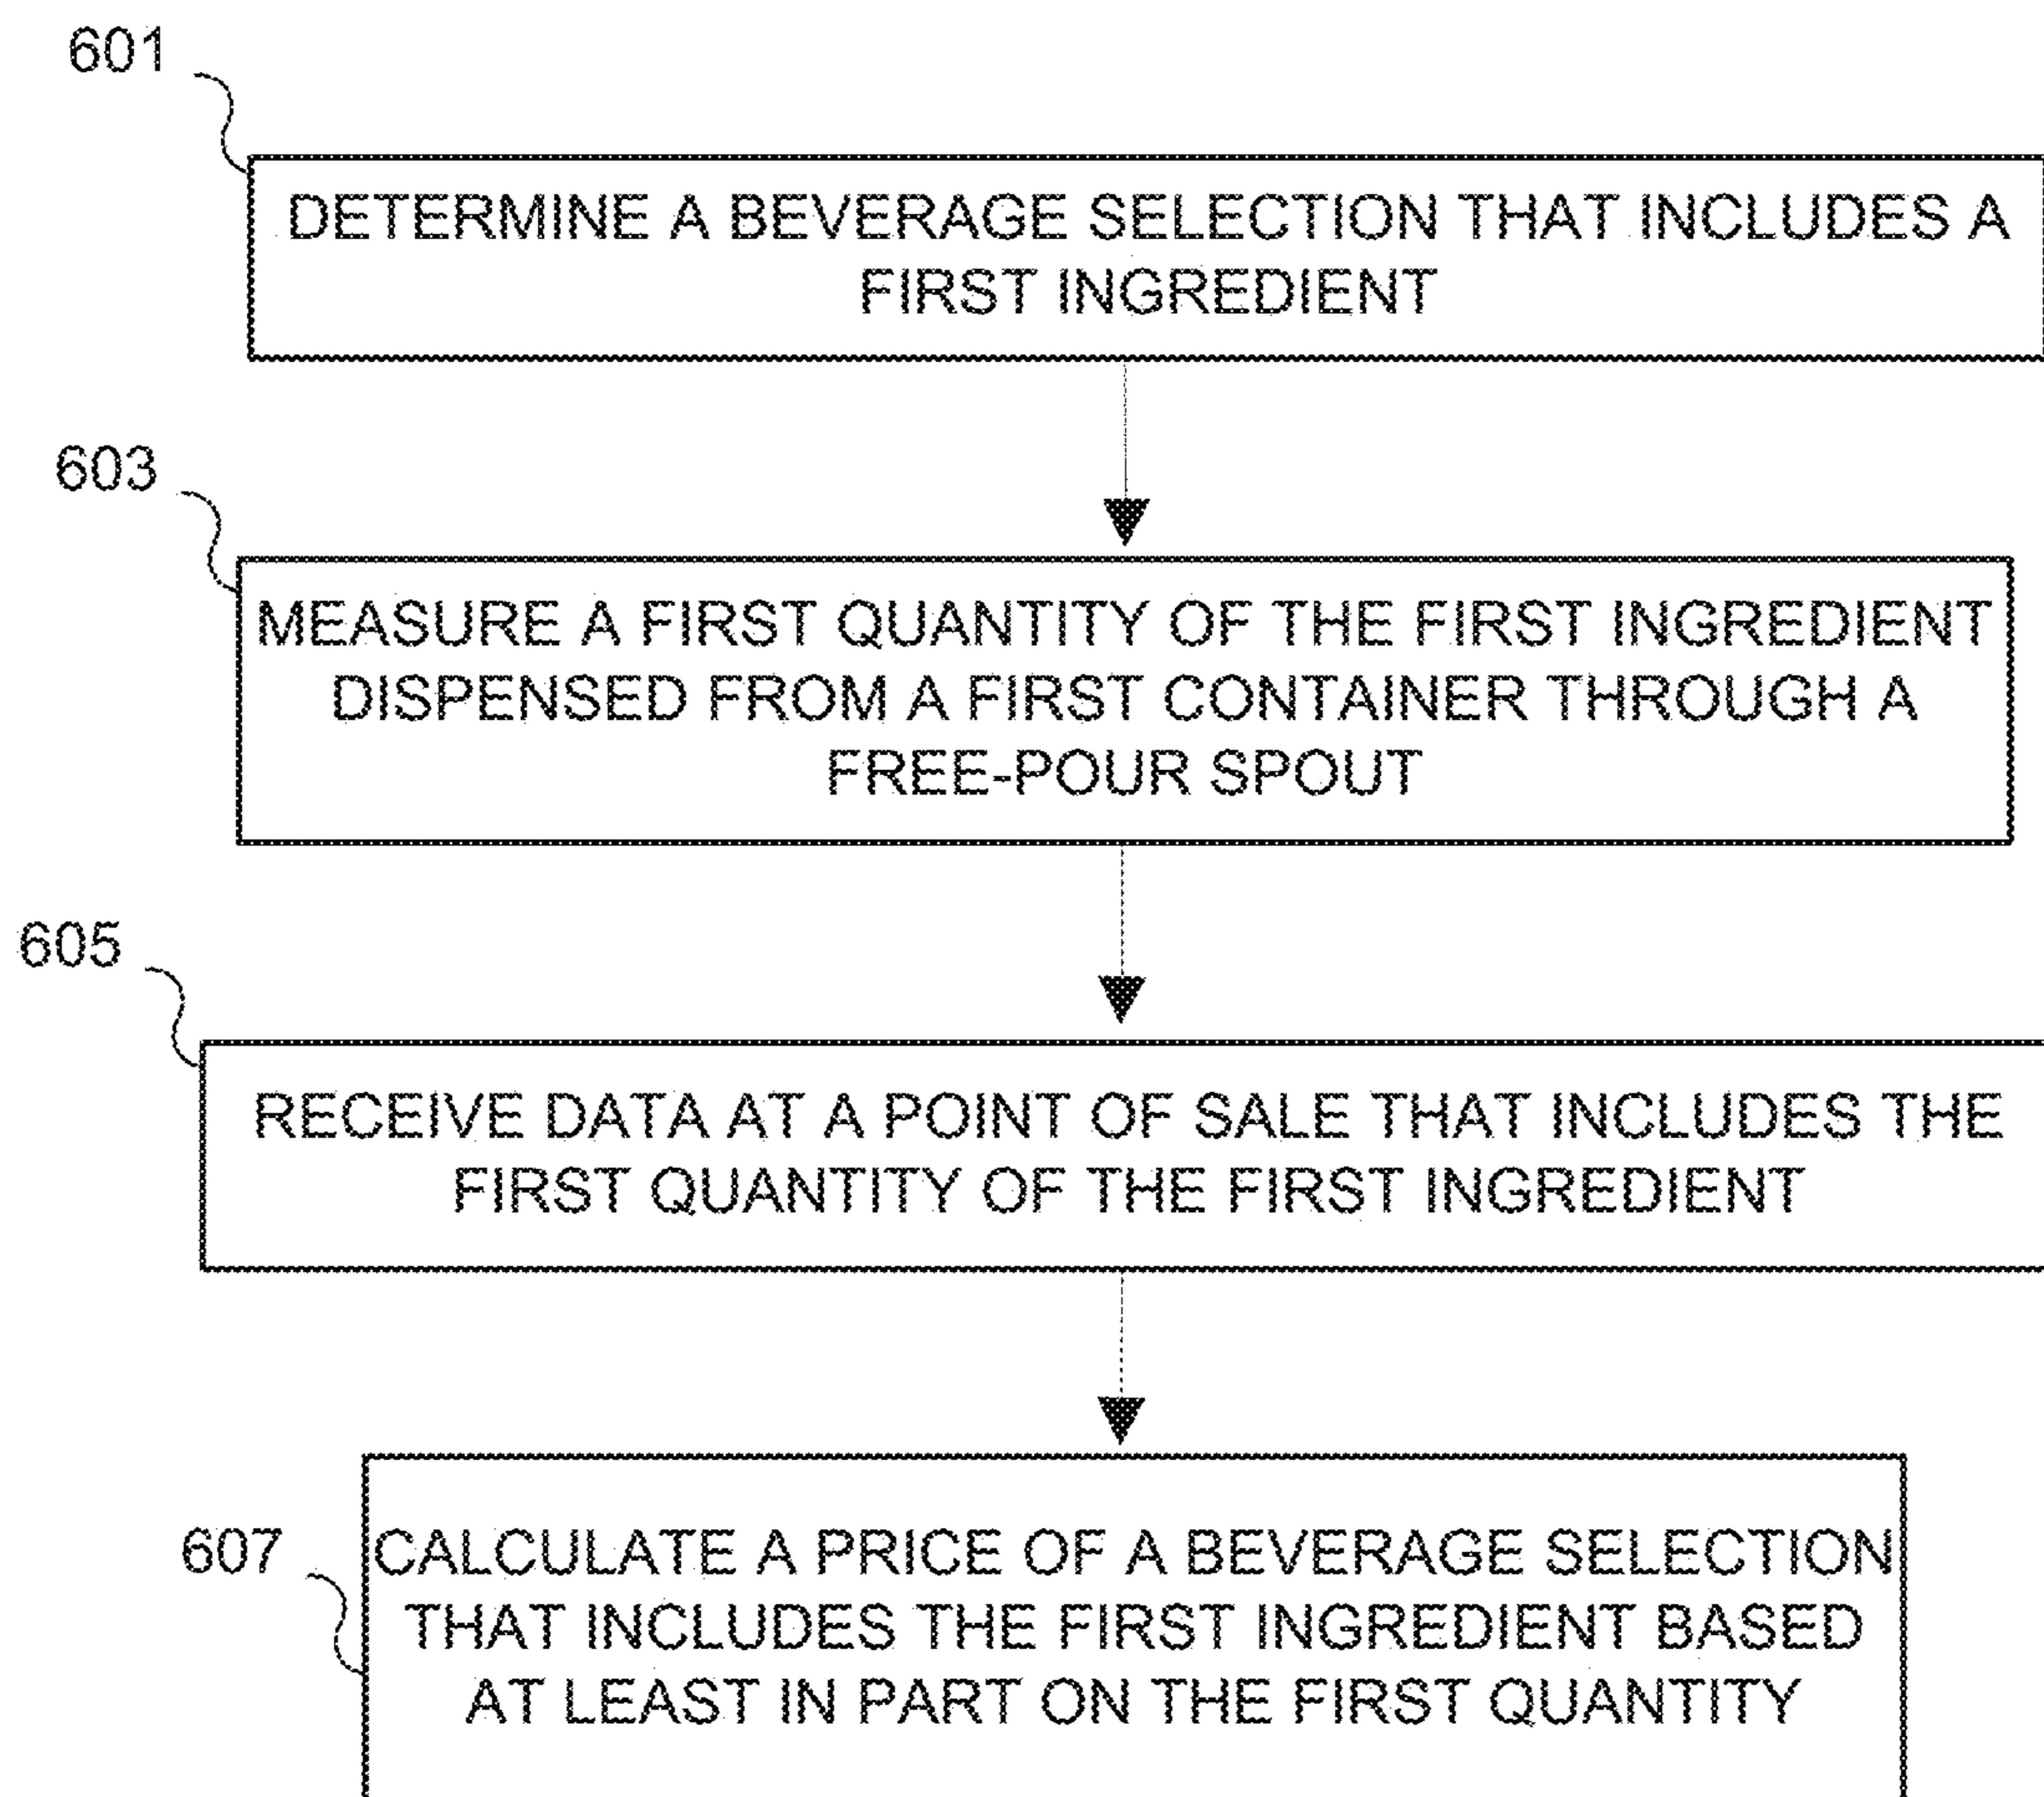 601
DETERMINE A BEVERAGE SELECTION THAT INCLUDES A
FIRST INGREDIENT
603
MEASURE A FIRST QUANTITY OF THE FIRST INGREDIENT
DISPENSED FROM A FIRST CONTAINER THROUGH A
FREE-POUR SPOUT
605
RECEIVE DATA AT A POINT OF SALE THAT INCLUDES THE
FIRST QUANTITY OF THE FIRST INGREDIENT
607
CALCULATE A PRICE OF A BEVERAGE SELECTION
THAT INCLUDES THE FIRST INGREDIENT BASED
AT LEAST IN PART ON THE FIRST QUANTITY